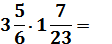 3 5/6 · 1 7/23 =